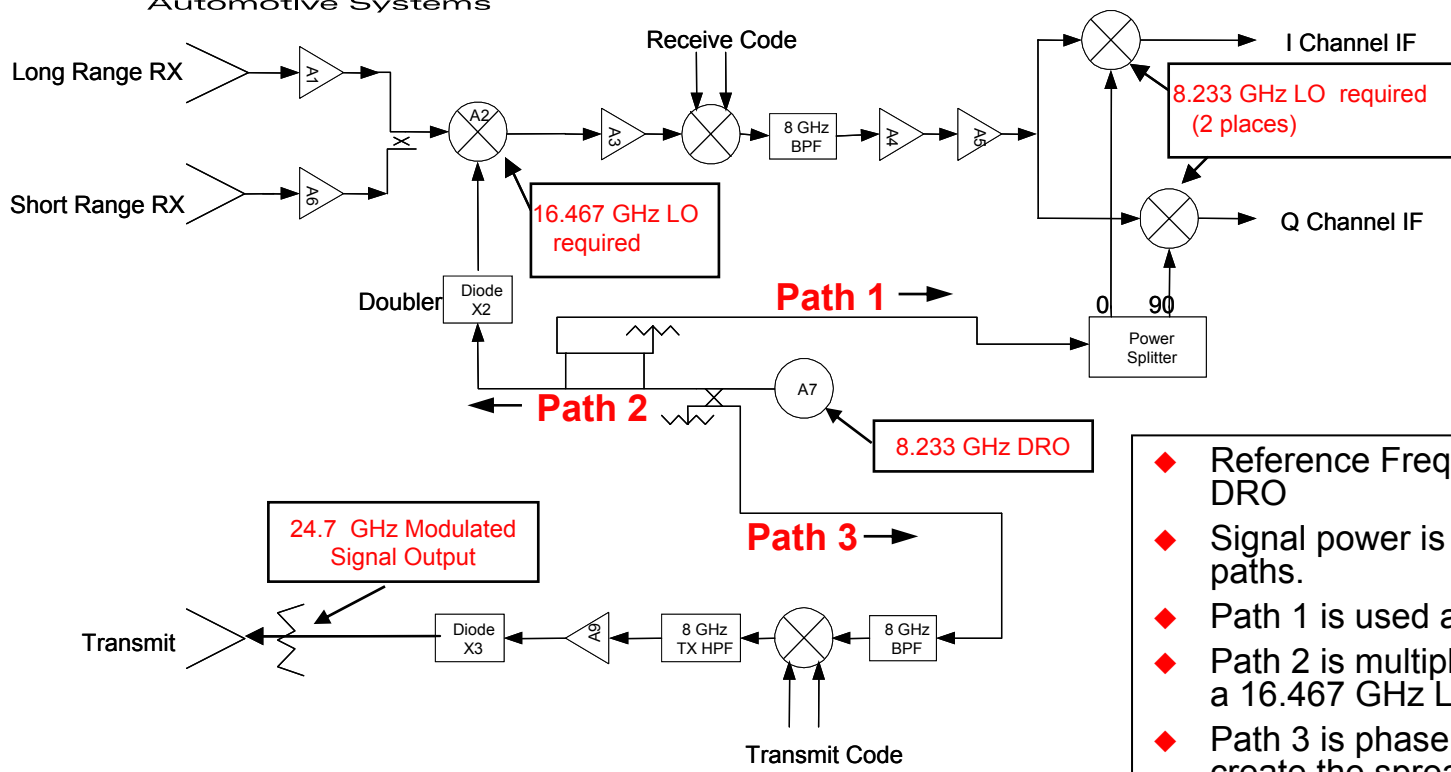 Automotive Systems
Long Range RX
A1
Short Range RX
A6
A2
A3
Receive Code
8 GHz
BPF
A4
A5
I Channel IF
8.233 GHz LO required
(2 places)
Q Channel IF
16.467 GHz LO
required
Doubler
Diode
X2
Path 1
0
90
Power
Splitter
Path 2
A7
8.233 GHz DRO
Path 3
24.7 GHz Modulated
Signal Output
Transmit
Diode
X3
A9
8 GHz
TX HPF
8 GHz
BPF
Transmit Code
◆ Reference Freq
DRO
◆ Signal power is
paths.
◆ Path 1 is used a
◆ Path 2 is multipl
a 16.467 GHz L
◆ Path 3 is phase
create the sprea